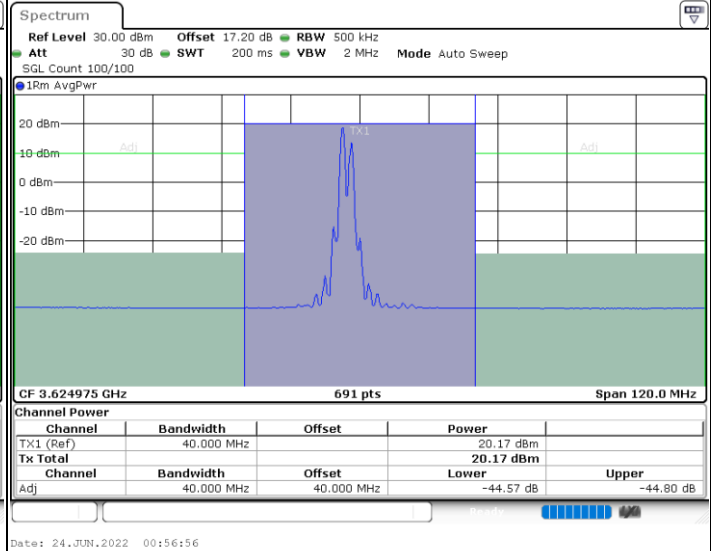 Spectrum
Ref Level 30.00 dBm Offset 17.20 dB RBW 500 kHz
Att 30 dB SWT 200 ms VBW 2 MHz Mode Auto Sweep
SGL Count 100/100
1Rm AvgPwr
20 dBm
TX1
Adj Adj
10 dBm
0 dBm
-10 dBm
-20 dBm
CF 3.624975 GHz 691 pts Span 120.0 MHz
Channel Power
Channel Bandwidth Offset Power
TX1 (Ref) 40.000 MHz 20.17 dBm
Tx Total 20.17 dBm
Channel Bandwidth Offset Lower Upper
Adj 40.000 MHz 40.000 MHz -44.57 dB -44.80 dB
Ready
Date: 24.JUN.2022 00:56:56